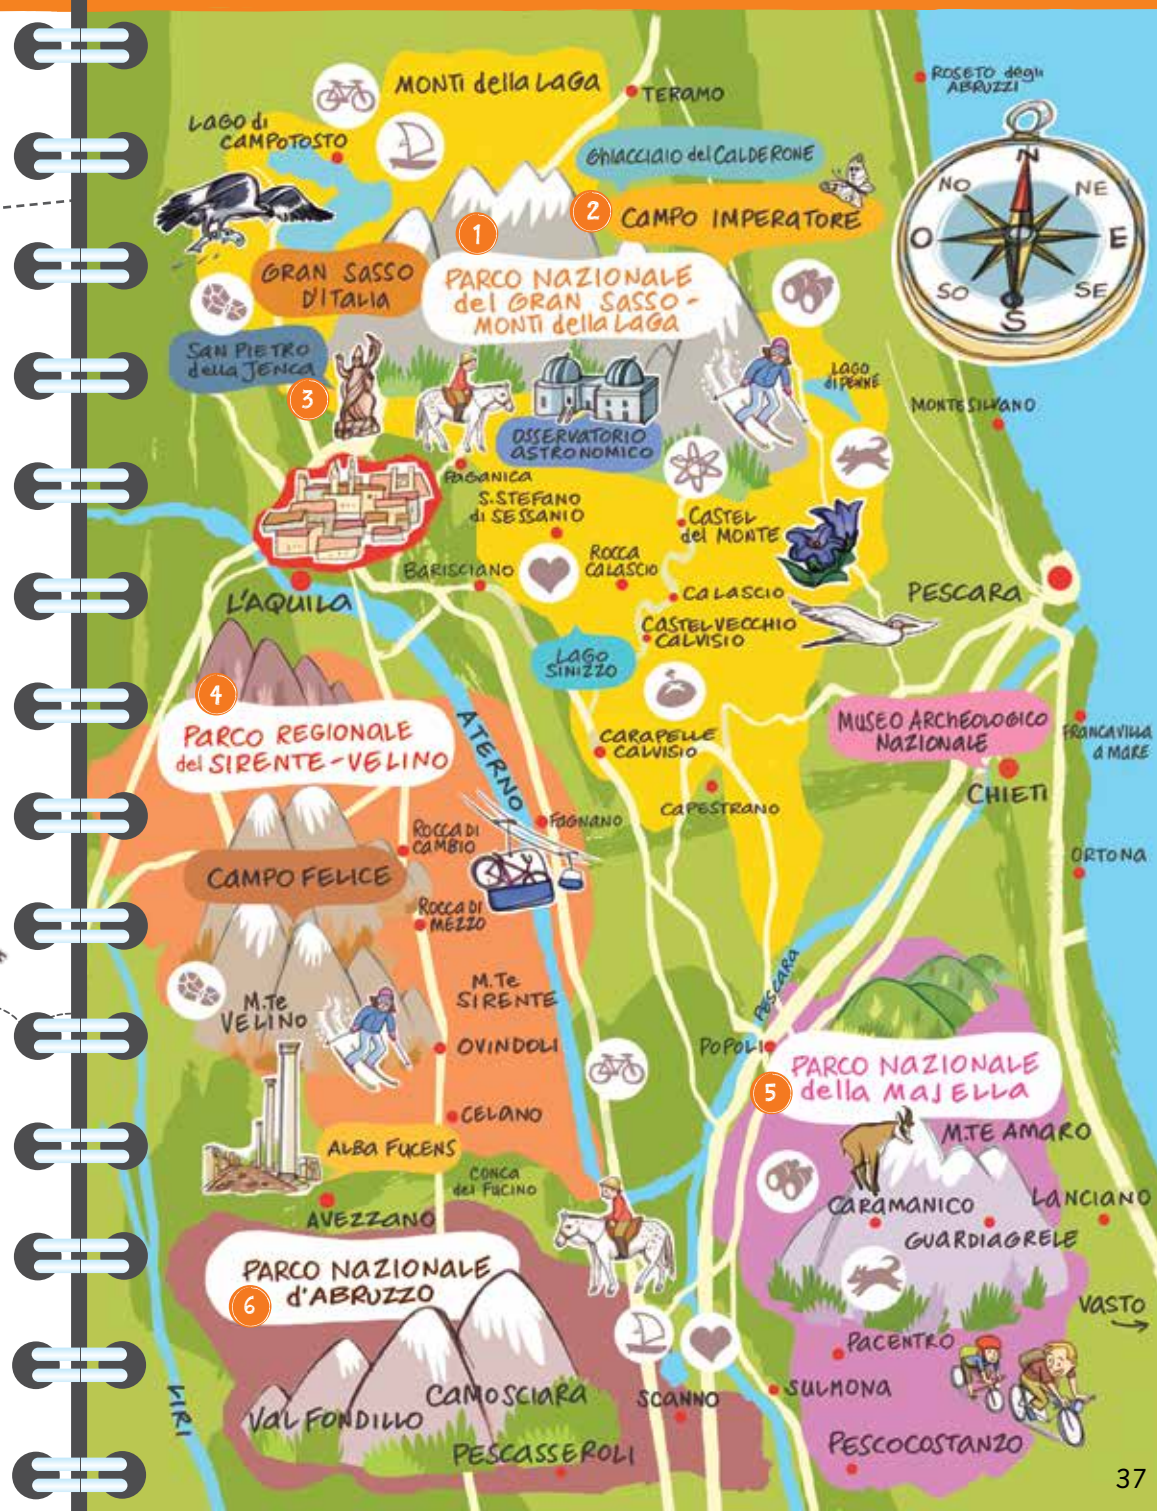 MONTI della LAGA
TERAMO
ROSETO degli
ABRUZZI
LAGO di
CAMPOTOSTO
Ghiacciaio del CALDERONE
N
NO
NE
O
E
SO
SE
S
2
CAMPO IMPERATORE
1
GRAN SASSO
D'ITALIA
PARCO NAZIONALE
del GRAN SASSO -
MONTI della LAGA
SAN PIETRO
della JENCA
3
LAGO
di PENNE
MONTESILVANO
OSSERVATORIO
ASTRONOMICO
PAGANICA
S.STEFANO
di SESSANIO
CASTEL
del MONTE
ROCCA
CALASCIO
BARISCIANO
CALASCIO
PESCARA
L'AQUILA
CASTELVECCHIO
CALVISIO
LAGO
SINIZZO
4
PARCO REGIONALE
del SIRENTE-VELINO
ATERNO
MUSEO ARCHEOLOGICO
NAZIONALE
FRANCAVILLA
a MARE
CARAPELLE
CALVISIO
CHIETI
CAPESTRANO
FAGNANO
ROCCA DI
CAMBIO
ORTONA
CAMPO FELICE
ROCCA DI
MEZZO
PESCARA
M.Te
SIRENTE
M.Te
VELINO
OVINDOLI
POPOLI
PARCO NAZIONALE
della MAJELLA
5
CELANO
M.TE AMARO
ALBA FUCENS
CONCA
del FUCINO
CARAMANICO
LANCIANO
AVEZZANO
GUARDIAGRELE
PARCO NAZIONALE
d'ABRUZZO
6
VASTO
PACENTRO
LIRI
VAL FONDILLO
CAMOSCIARA
SCANNO
SULMONA
PESCASSEROLI
PESCOCOSTANZO
37